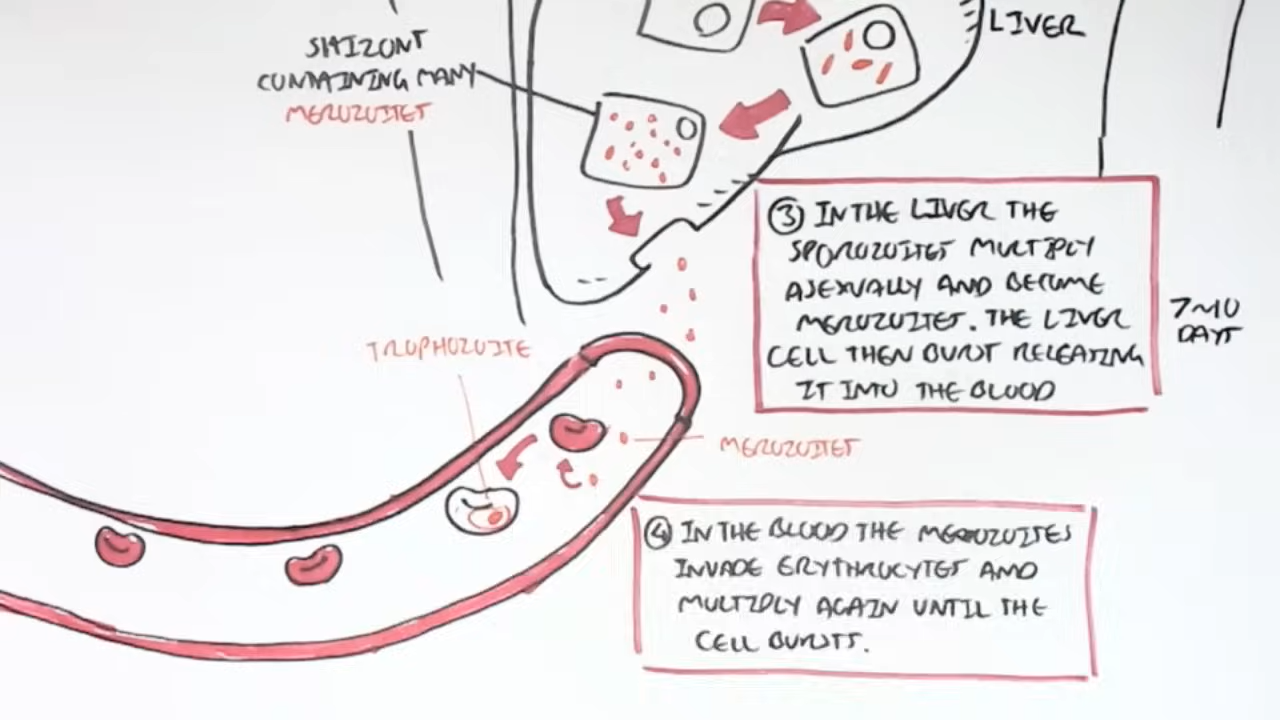 LIVER
SHIZONT
CONTAINING MANY
MEROZOITES
③ IN THE LIVER THE
SPOROZOITES MULTIPLY
ASEXUALLY AND BECOME
MEROZOITES. THE LIVER
CELL THEN BURST RELEASING
IT INTO THE BLOOD
7~10
DAYS
TROPHOZOITE
MEROZOITES
④ IN THE BLOOD THE MEROZOITES
INVADE ERYTHROCYTES AND
MULTIPLY AGAIN UNTIL THE
CELL BURSTS.